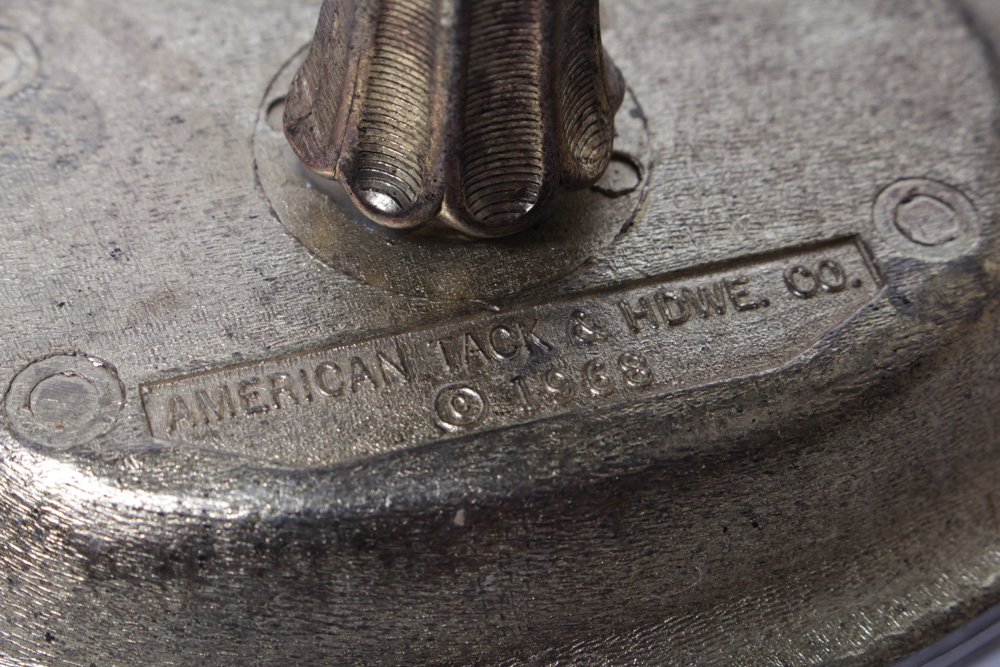 AMERICAN TACK & HDWE. CO.
© 1968